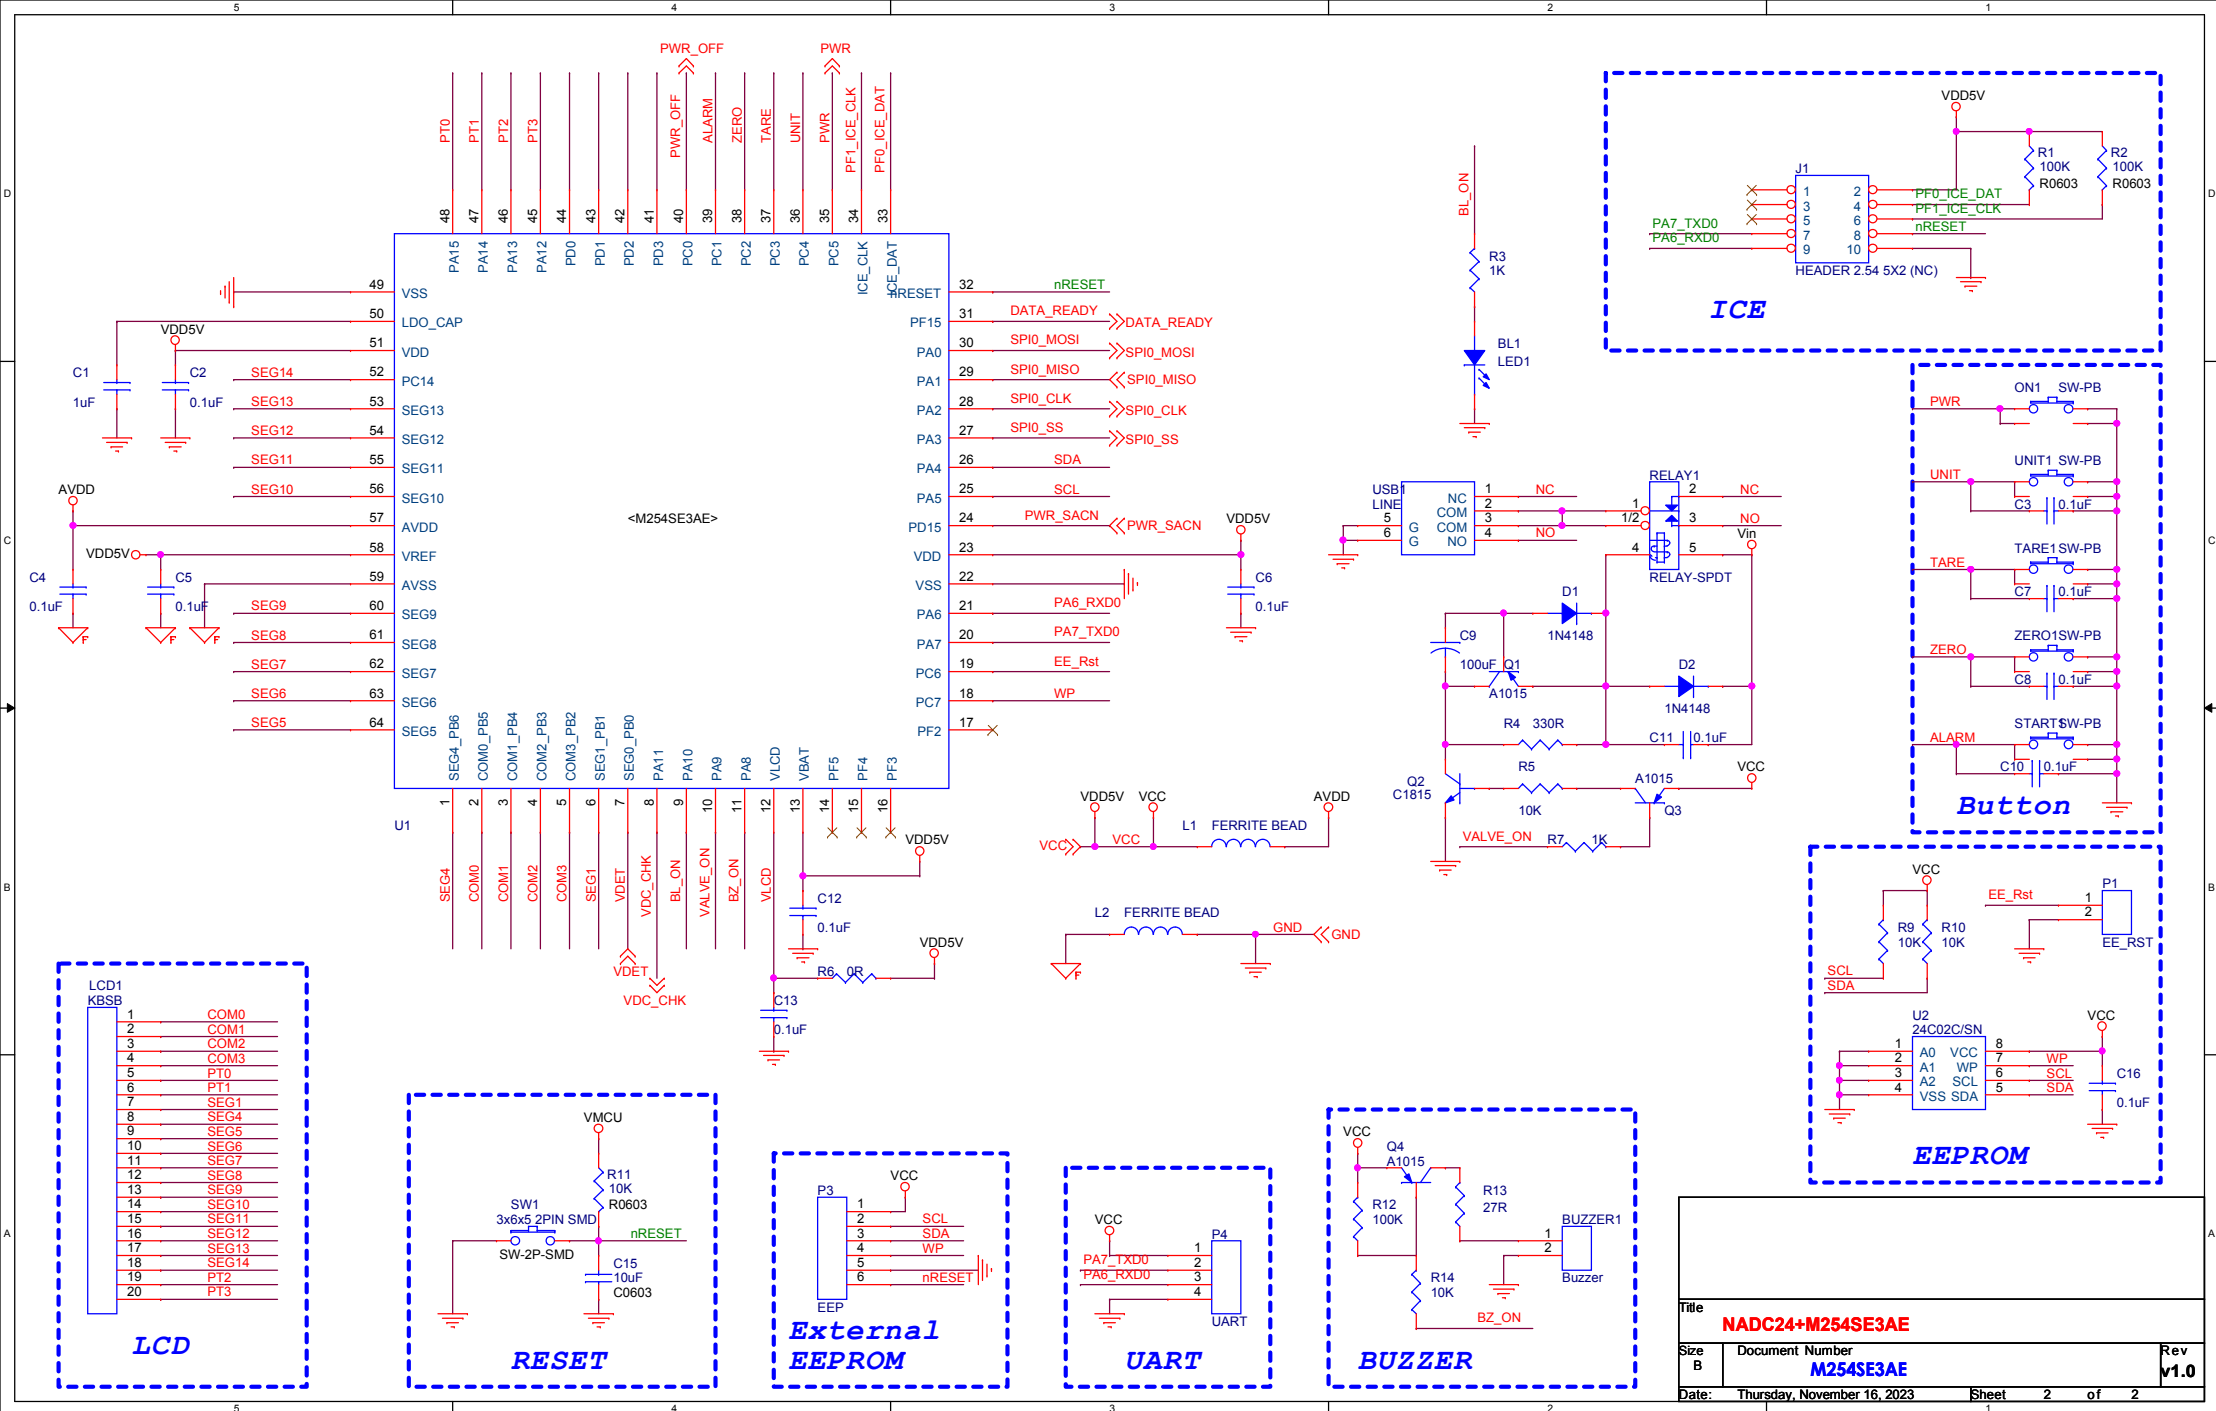 5 4 3 2 1
PWR_OFF PWR
PT0 PT1 PT2 PT3 PWR_OFF ALARM ZERO TARE UNIT PWR PF1_ICE_CLK PF0_ICE_DAT
48 47 46 45 44 43 42 41 40 39 38 37 36 35 34 33
PA15 PA14 PA13 PA12 PD0 PD1 PD2 PD3 PC0 PC1 PC2 PC3 PC4 PC5 ICE_CLK ICE_DAT
49 VSS
50 LDO_CAP
VDD5V
51 VDD
SEG14 52 PC14
SEG13 53 SEG13
SEG12 54 SEG12
SEG11 55 SEG11
SEG10 56 SEG10
AVDD 57 AVDD
VDD5V 58 VREF
59 AVSS
SEG9 60 SEG9
SEG8 61 SEG8
SEG7 62 SEG7
SEG6 63 SEG6
SEG5 64 SEG5
C1 1uF
C2 0.1uF
C4 0.1uF
C5 0.1uF
F F F
<M254SE3AE>
nRESET 32 nRESET
PF15 31 DATA_READY DATA_READY
PA0 30 SPI0_MOSI SPI0_MOSI
PA1 29 SPI0_MISO SPI0_MISO
PA2 28 SPI0_CLK SPI0_CLK
PA3 27 SPI0_SS SPI0_SS
PA4 26 SDA
PA5 25 SCL
PD15 24 PWR_SACN PWR_SACN
VDD 23 VDD5V
VSS 22
PA6 21 PA6_RXD0
PA7 20 PA7_TXD0
PC6 19 EE_Rst
PC7 18 WP
PF2 17
C6 0.1uF
SEG4_PB6 COM0_PB5 COM1_PB4 COM2_PB3 COM3_PB2 SEG1_PB1 SEG0_PB0 PA11 PA10 PA9 PA8 VLCD VBAT PF5 PF4 PF3
1 2 3 4 5 6 7 8 9 10 11 12 13 14 15 16
U1
SEG4 COM0 COM1 COM2 COM3 SEG1 VDET VDC_CHK BL_ON VALVE_ON BZ_ON VLCD
VDD5V
C12 0.1uF
VDD5V
R6 0R
C13 0.1uF
VDET
VDC_CHK
BL_ON
R3 1K
BL1 LED1
VDD5V
R1 100K R0603
R2 100K R0603
J1
1 2 PF0_ICE_DAT
3 4 PF1_ICE_CLK
5 6 nRESET
PA7_TXD0 7 8
PA6_RXD0 9 10
HEADER 2.54 5X2 (NC)
ICE
PWR ON1 SW-PB
UNIT UNIT1 SW-PB
C3 0.1uF
TARE TARE1 SW-PB
C7 0.1uF
ZERO ZERO1 SW-PB
C8 0.1uF
ALARM START1 SW-PB
C10 0.1uF
Button
USB1 LINE
NC 1 NC
COM 2
5 G COM 3
6 G NO 4 NO
RELAY1
1 2 NC
1/2 3 NO
Vin
4 5
RELAY-SPDT
D1 1N4148
C9 100uF
Q1 A1015
D2 1N4148
R4 330R
C11 0.1uF
R5 10K
Q2 C1815
A1015 Q3
VCC
VALVE_ON R7 1K
VDD5V VCC AVDD
VCC VCC L1 FERRITE BEAD
L2 FERRITE BEAD GND GND
F
VCC
R9 10K
R10 10K
SCL
SDA
EE_Rst 1 2 P1 EE_RST
U2 24C02C/SN
1 A0 VCC 8 VCC
2 A1 WP 7 WP
3 A2 SCL 6 SCL
4 VSS SDA 5 SDA
C16 0.1uF
EEPROM
LCD1
KBSB
1 COM0
2 COM1
3 COM2
4 COM3
5 PT0
6 PT1
7 SEG1
8 SEG4
9 SEG5
10 SEG6
11 SEG7
12 SEG8
13 SEG9
14 SEG10
15 SEG11
16 SEG12
17 SEG13
18 SEG14
19 PT2
20 PT3
LCD
VMCU
R11 10K R0603
SW1
3x6x5 2PIN SMD
SW-2P-SMD
nRESET
C15 10uF C0603
RESET
P3 VCC
1
2 SCL
3 SDA
4 WP
5
6 nRESET
EEP
External
EEPROM
VCC P4
1
PA7_TXD0 2
PA6_RXD0 3
4
UART
UART
VCC
Q4 A1015
R12 100K
R13 27R
R14 10K
BZ_ON
BUZZER1
1
2
Buzzer
BUZZER
Title
NADC24+M254SE3AE
Size B
Document Number
M254SE3AE
Rev
v1.0
Date: Thursday, November 16, 2023 Sheet 2 of 2
D C B A
D C B A
5 4 3 2 1